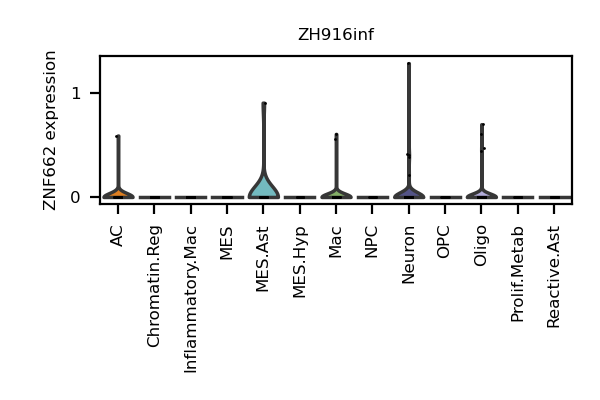 ZH916inf
ZNF662 expression
1
0
AC
Chromatin.Reg
Inflammatory.Mac
MES
MES.Ast
MES.Hyp
Mac
NPC
Neuron
OPC
Oligo
Prolif.Metab
Reactive.Ast